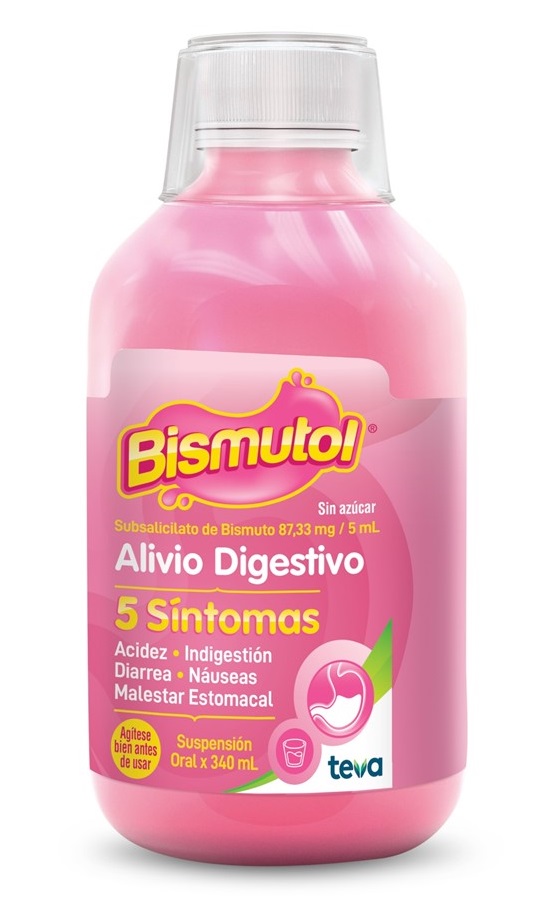 Bismutol®
Sin azúcar
Subsalicilato de Bismuto 87,33 mg / 5 mL
Alivio Digestivo
5 Síntomas
Acidez • Indigestión
Diarrea • Náuseas
Malestar Estomacal
Agítese
bien antes
de usar
Suspensión
Oral x 340 mL
teva